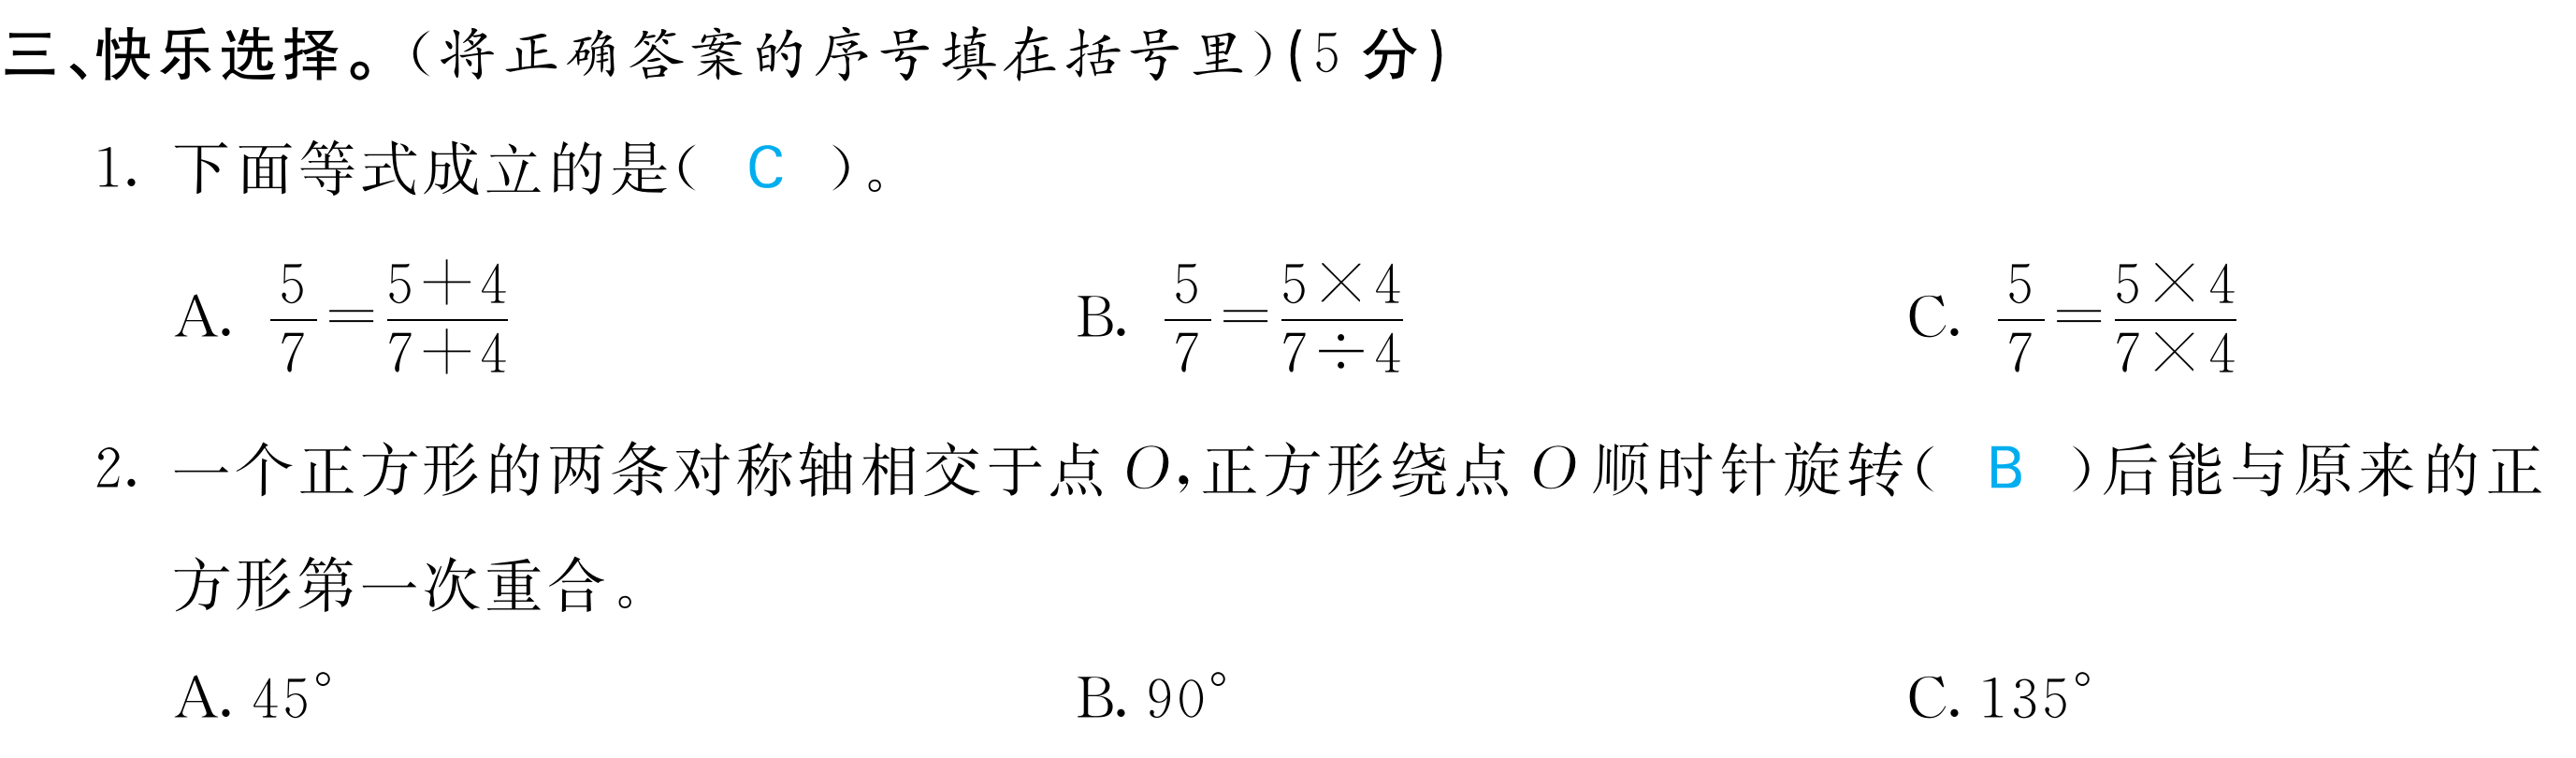 三、快乐选择。(将正确答案的序号填在括号里)(5 分)
1. 下面等式成立的是( C )。
A. 5/7=(5+4)/(7+4) B. 5/7=(5×4)/(7÷4) C. 5/7=(5×4)/(7×4)
2. 一个正方形的两条对称轴相交于点 O,正方形绕点 O 顺时针旋转( B )后能与原来的正
方形第一次重合。
A. 45° B. 90° C. 135°